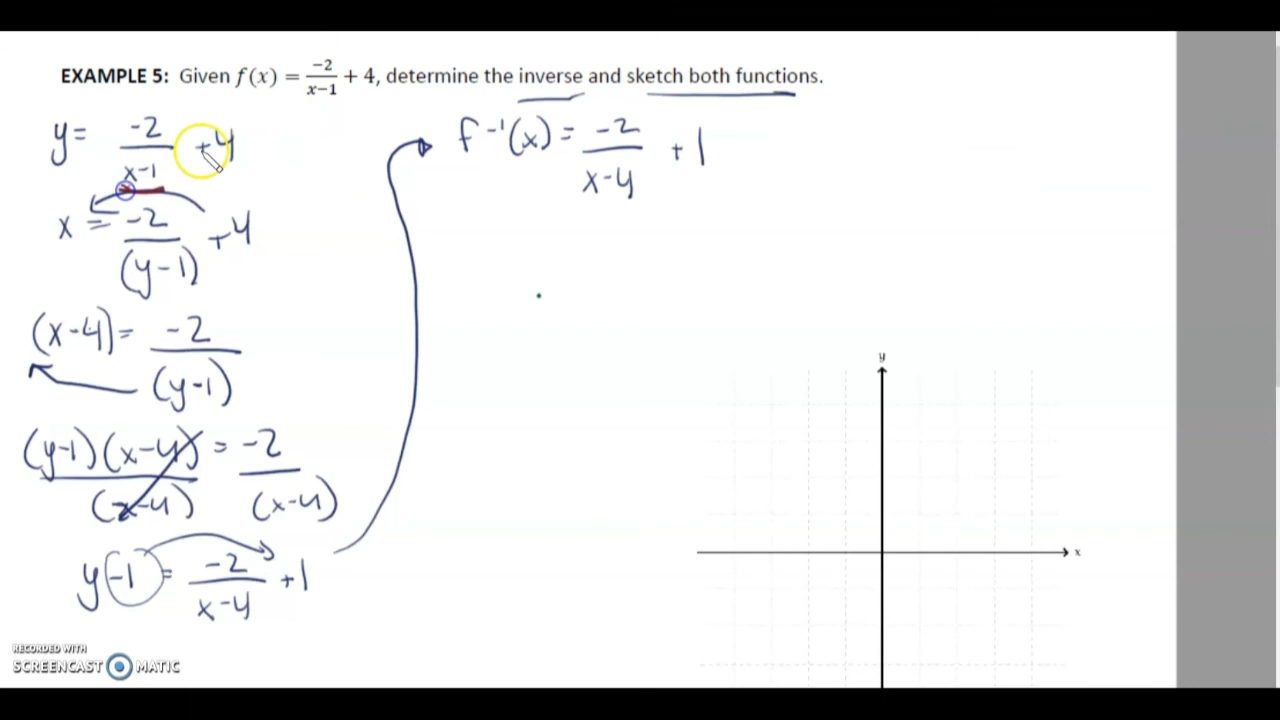 EXAMPLE 5: Given f(x) = -2/(x-1) + 4, determine the inverse and sketch both functions.
y = -2/(x-1) +4
x = -2/(y-1) +4
(x-4) = -2/(y-1)
(y-1)(x-4)/(x-4) = -2/(x-4)
y-1 = -2/(x-4) +1
f⁻¹(x) = -2/(x-4) +1
y
x
RECORDED WITH
SCREENCAST MATIC